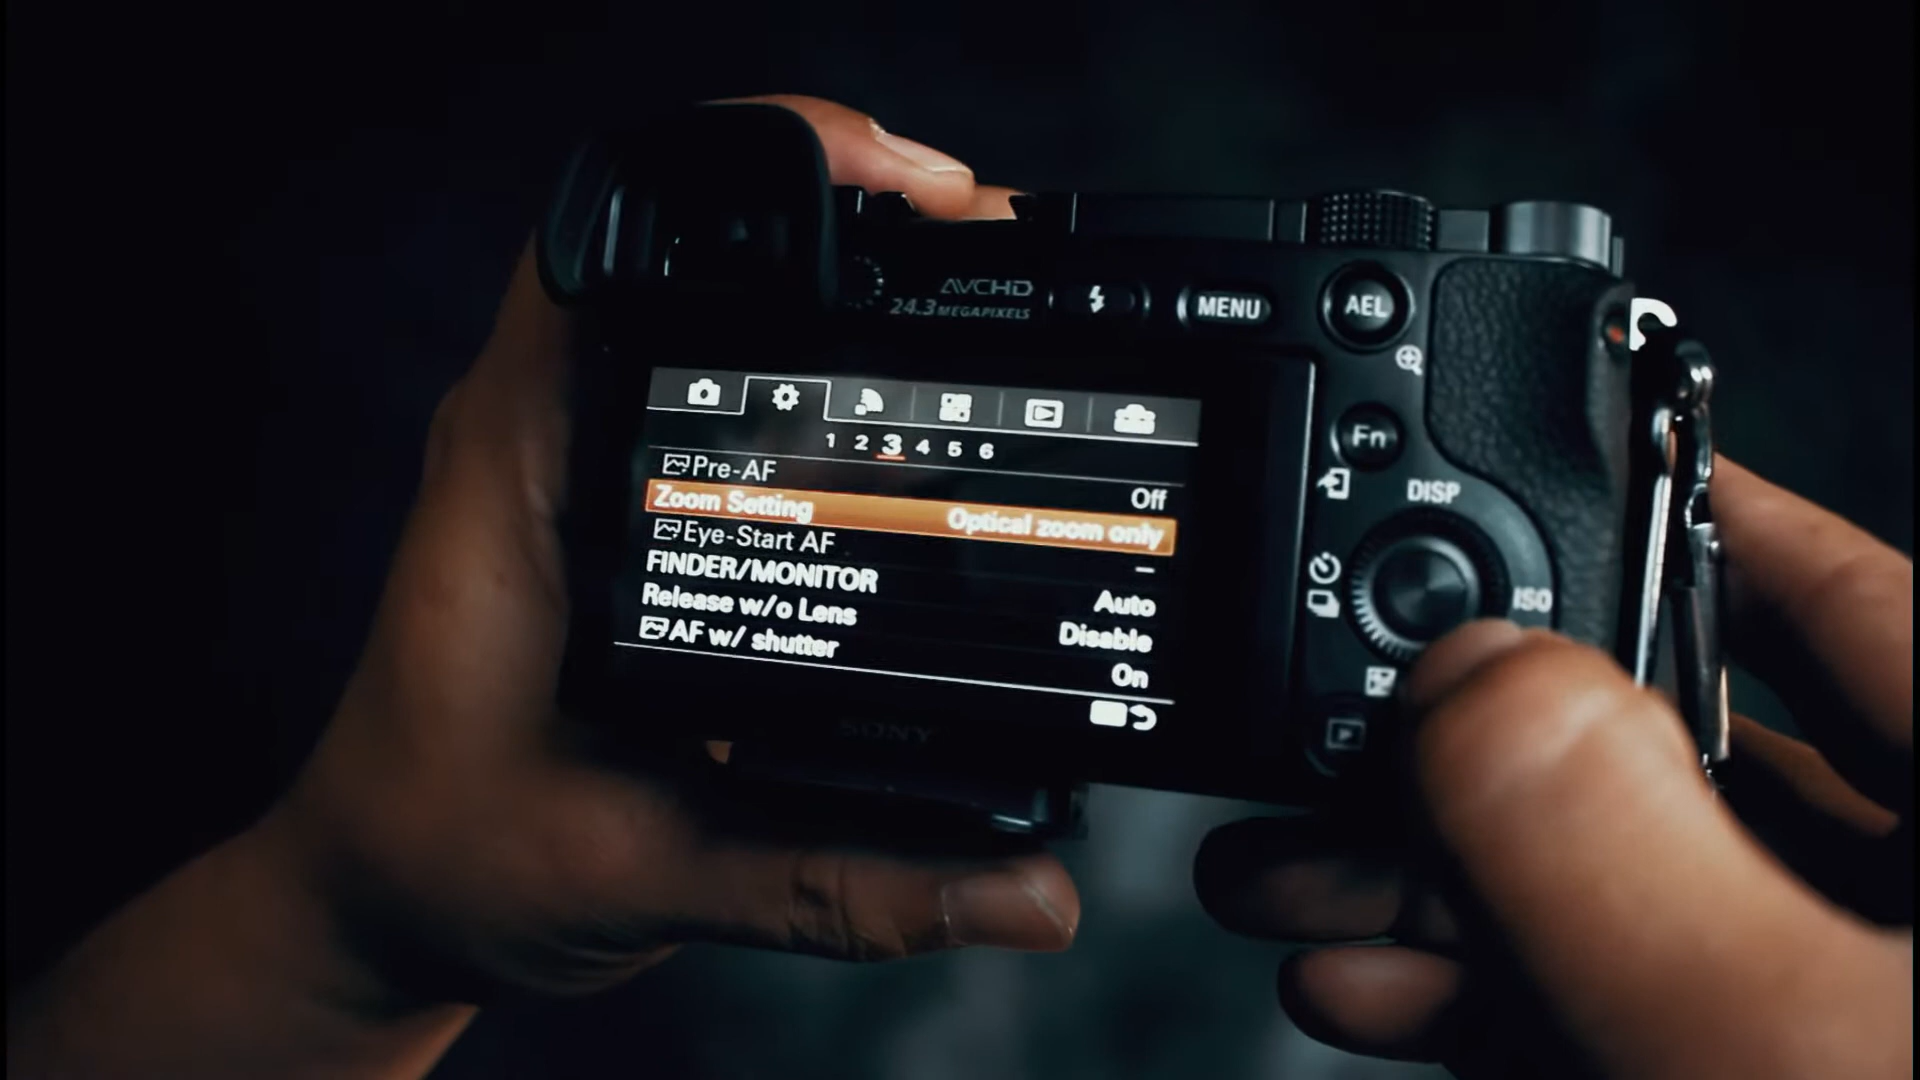 AVCHD
24.3 MEGAPIXELS
MENU
AEL
Fn
DISP
ISO
1 2 3 4 5 6
Pre-AF Off
Zoom Setting Optical zoom only
Eye-Start AF –
FINDER/MONITOR Auto
Release w/o Lens Disable
AF w/ shutter On
SONY